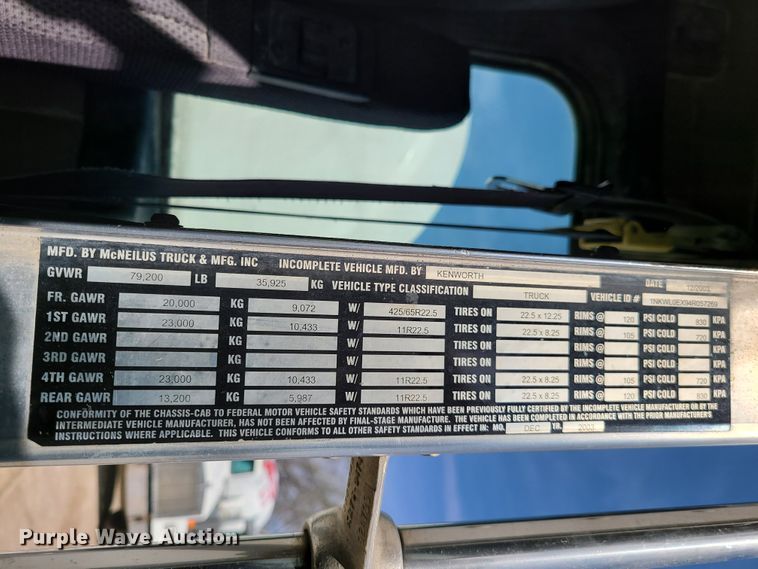 MFD. BY McNEILUS TRUCK & MFG. INC INCOMPLETE VEHICLE MFD. BY KENWORTH DATE 12/2003
GVWR 79,200 LB 35,925 KG VEHICLE TYPE CLASSIFICATION TRUCK VEHICLE ID # 1NKWL0EX94R057269
FR. GAWR 20,000 KG 9,072 W/ 425/65R22.5 TIRES ON 22.5 x 12.25 RIMS @ 120 PSI COLD 830 KPA
1ST GAWR 23,000 KG 10,433 W/ 11R22.5 TIRES ON 22.5 x 8.25 RIMS @ 105 PSI COLD 720 KPA
2ND GAWR KG W/ TIRES ON RIMS @ PSI COLD KPA
3RD GAWR KG W/ TIRES ON RIMS @ PSI COLD KPA
4TH GAWR 23,000 KG 10,433 W/ 11R22.5 TIRES ON 22.5 x 8.25 RIMS @ 105 PSI COLD 720 KPA
REAR GAWR 13,200 KG 5,987 W/ 11R22.5 TIRES ON 22.5 x 8.25 RIMS @ 120 PSI COLD 830 KPA
CONFORMITY OF THE CHASSIS-CAB TO FEDERAL MOTOR VEHICLE SAFETY STANDARDS WHICH HAVE BEEN PREVIOUSLY FULLY CERTIFIED BY THE INCOMPLETE VEHICLE MANUFACTURER OR BY
INTERMEDIATE VEHICLE MANUFACTURER, HAS NOT BEEN AFFECTED BY FINAL-STAGE MANUFACTURE. THE VEHICLE HAS BEEN COMPLETED IN ACCORDANCE WITH THE PRIOR MANUFACTURER'S
INSTRUCTIONS WHERE APPLICABLE. THIS VEHICLE CONFORMS TO ALL OTHER SAFETY STANDARDS IN EFFECT IN: MO. DEC YR. 2003
Purple Wave Auction